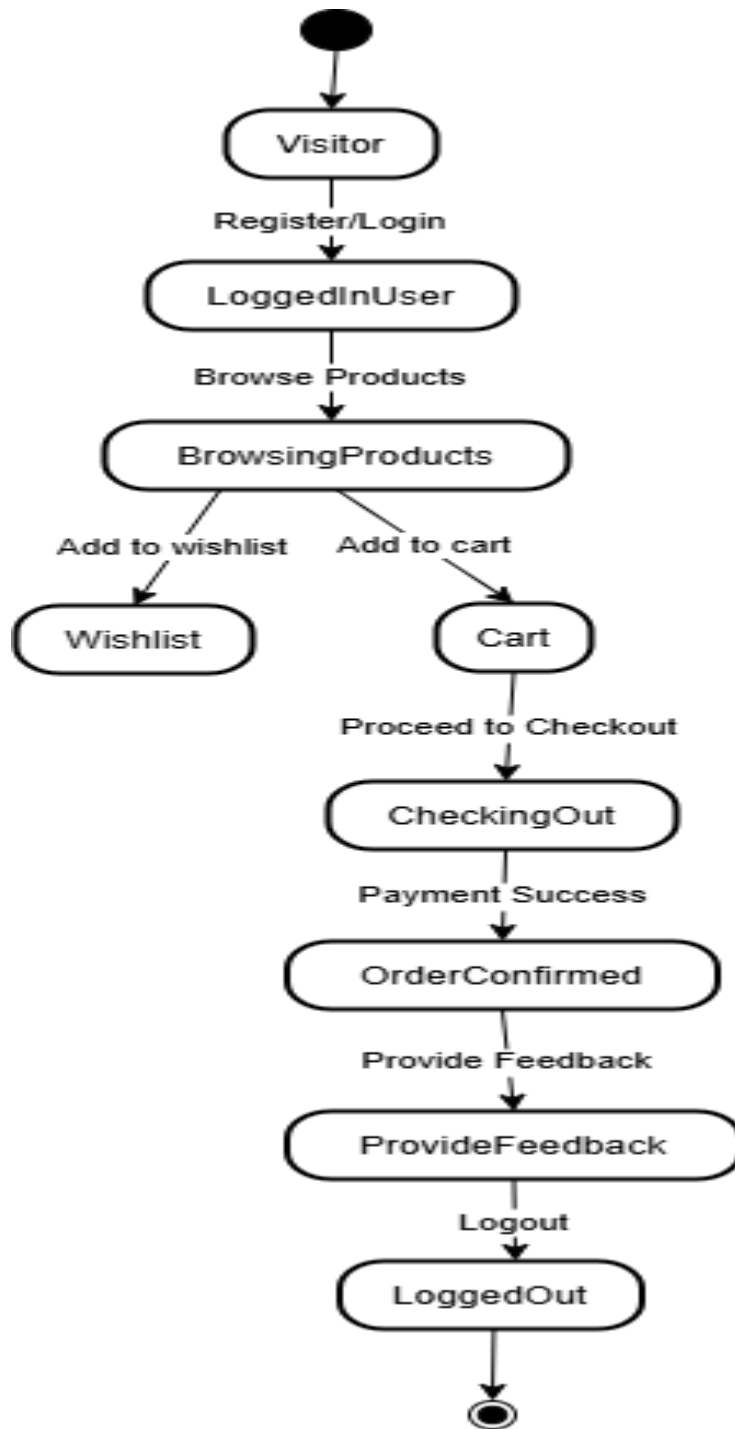 Visitor
Register/Login
LoggedInUser
Browse Products
BrowsingProducts
Add to wishlist
Add to cart
Wishlist
Cart
Proceed to Checkout
CheckingOut
Payment Success
OrderConfirmed
Provide Feedback
ProvideFeedback
Logout
LoggedOut